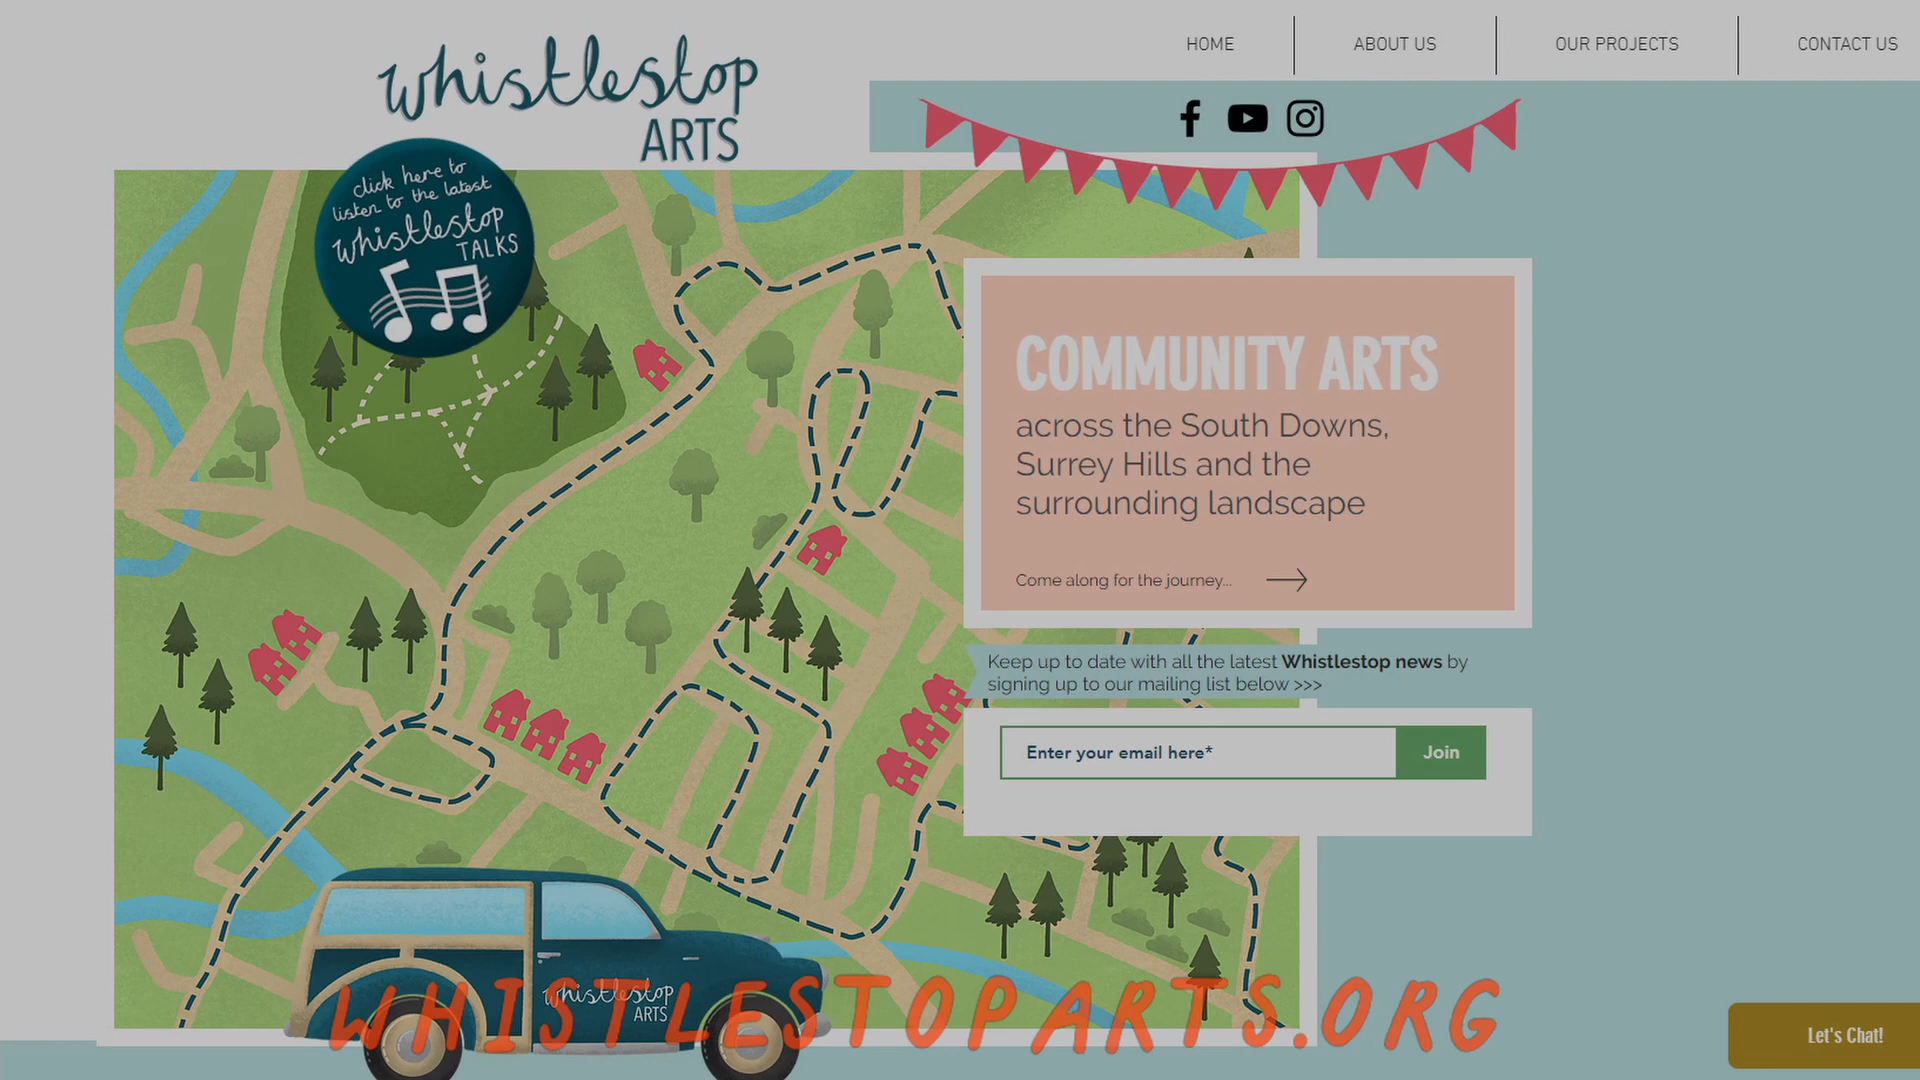 HOME
ABOUT US
OUR PROJECTS
CONTACT US
whistlestop
ARTS
click here to
listen to the latest
whistlestop
TALKS
COMMUNITY ARTS
across the South Downs,
Surrey Hills and the
surrounding landscape
Come along for the journey...
Keep up to date with all the latest Whistlestop news by
signing up to our mailing list below >>>
Enter your email here*
Join
whistlestop
ARTS
WHISTLESTOPARTS.ORG
Let's Chat!